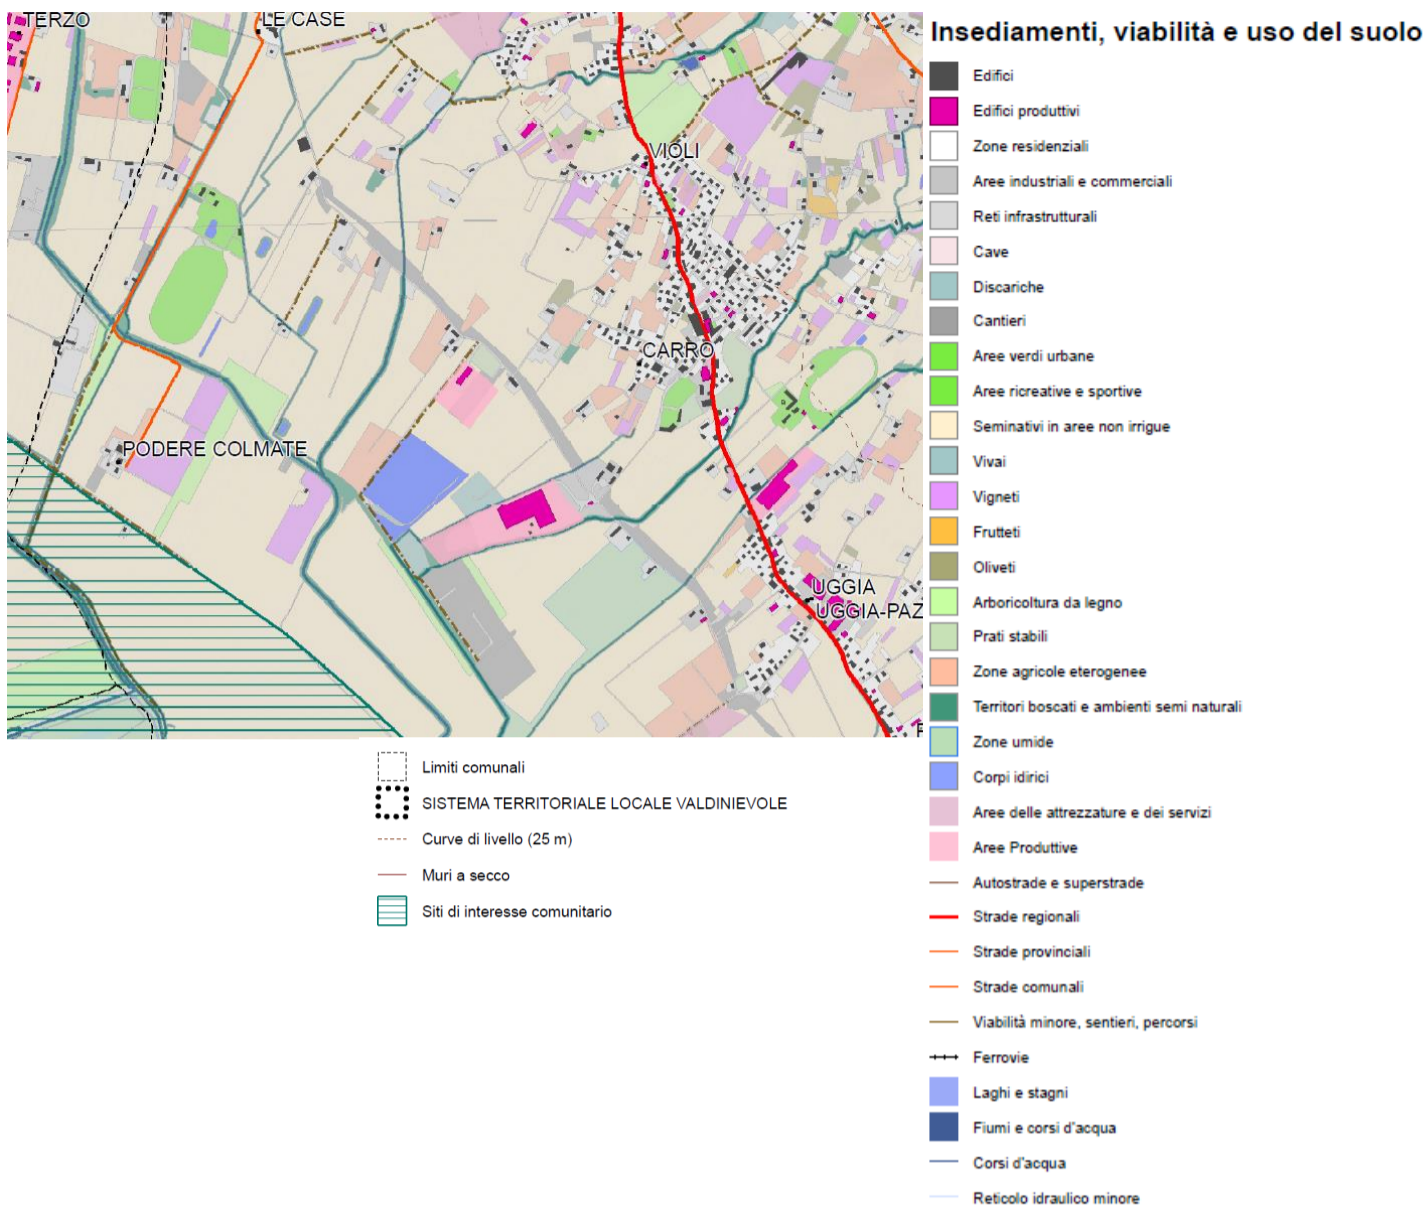 TERZO
LE CASE
VIOLI
CARRO
PODERE COLMATE
UGGIA
UGGIA-PAZ
Insediamenti, viabilità e uso del suolo
Edifici
Edifici produttivi
Zone residenziali
Aree industriali e commerciali
Reti infrastrutturali
Cave
Discariche
Cantieri
Aree verdi urbane
Aree ricreative e sportive
Seminativi in aree non irrigue
Vivai
Vigneti
Frutteti
Oliveti
Arboricoltura da legno
Prati stabili
Zone agricole eterogenee
Territori boscati e ambienti semi naturali
Zone umide
Corpi idirici
Aree delle attrezzature e dei servizi
Aree Produttive
Autostrade e superstrade
Strade regionali
Strade provinciali
Strade comunali
Viabilità minore, sentieri, percorsi
Ferrovie
Laghi e stagni
Fiumi e corsi d'acqua
Corsi d'acqua
Reticolo idraulico minore
Limiti comunali
SISTEMA TERRITORIALE LOCALE VALDINIEVOLE
Curve di livello (25 m)
Muri a secco
Siti di interesse comunitario